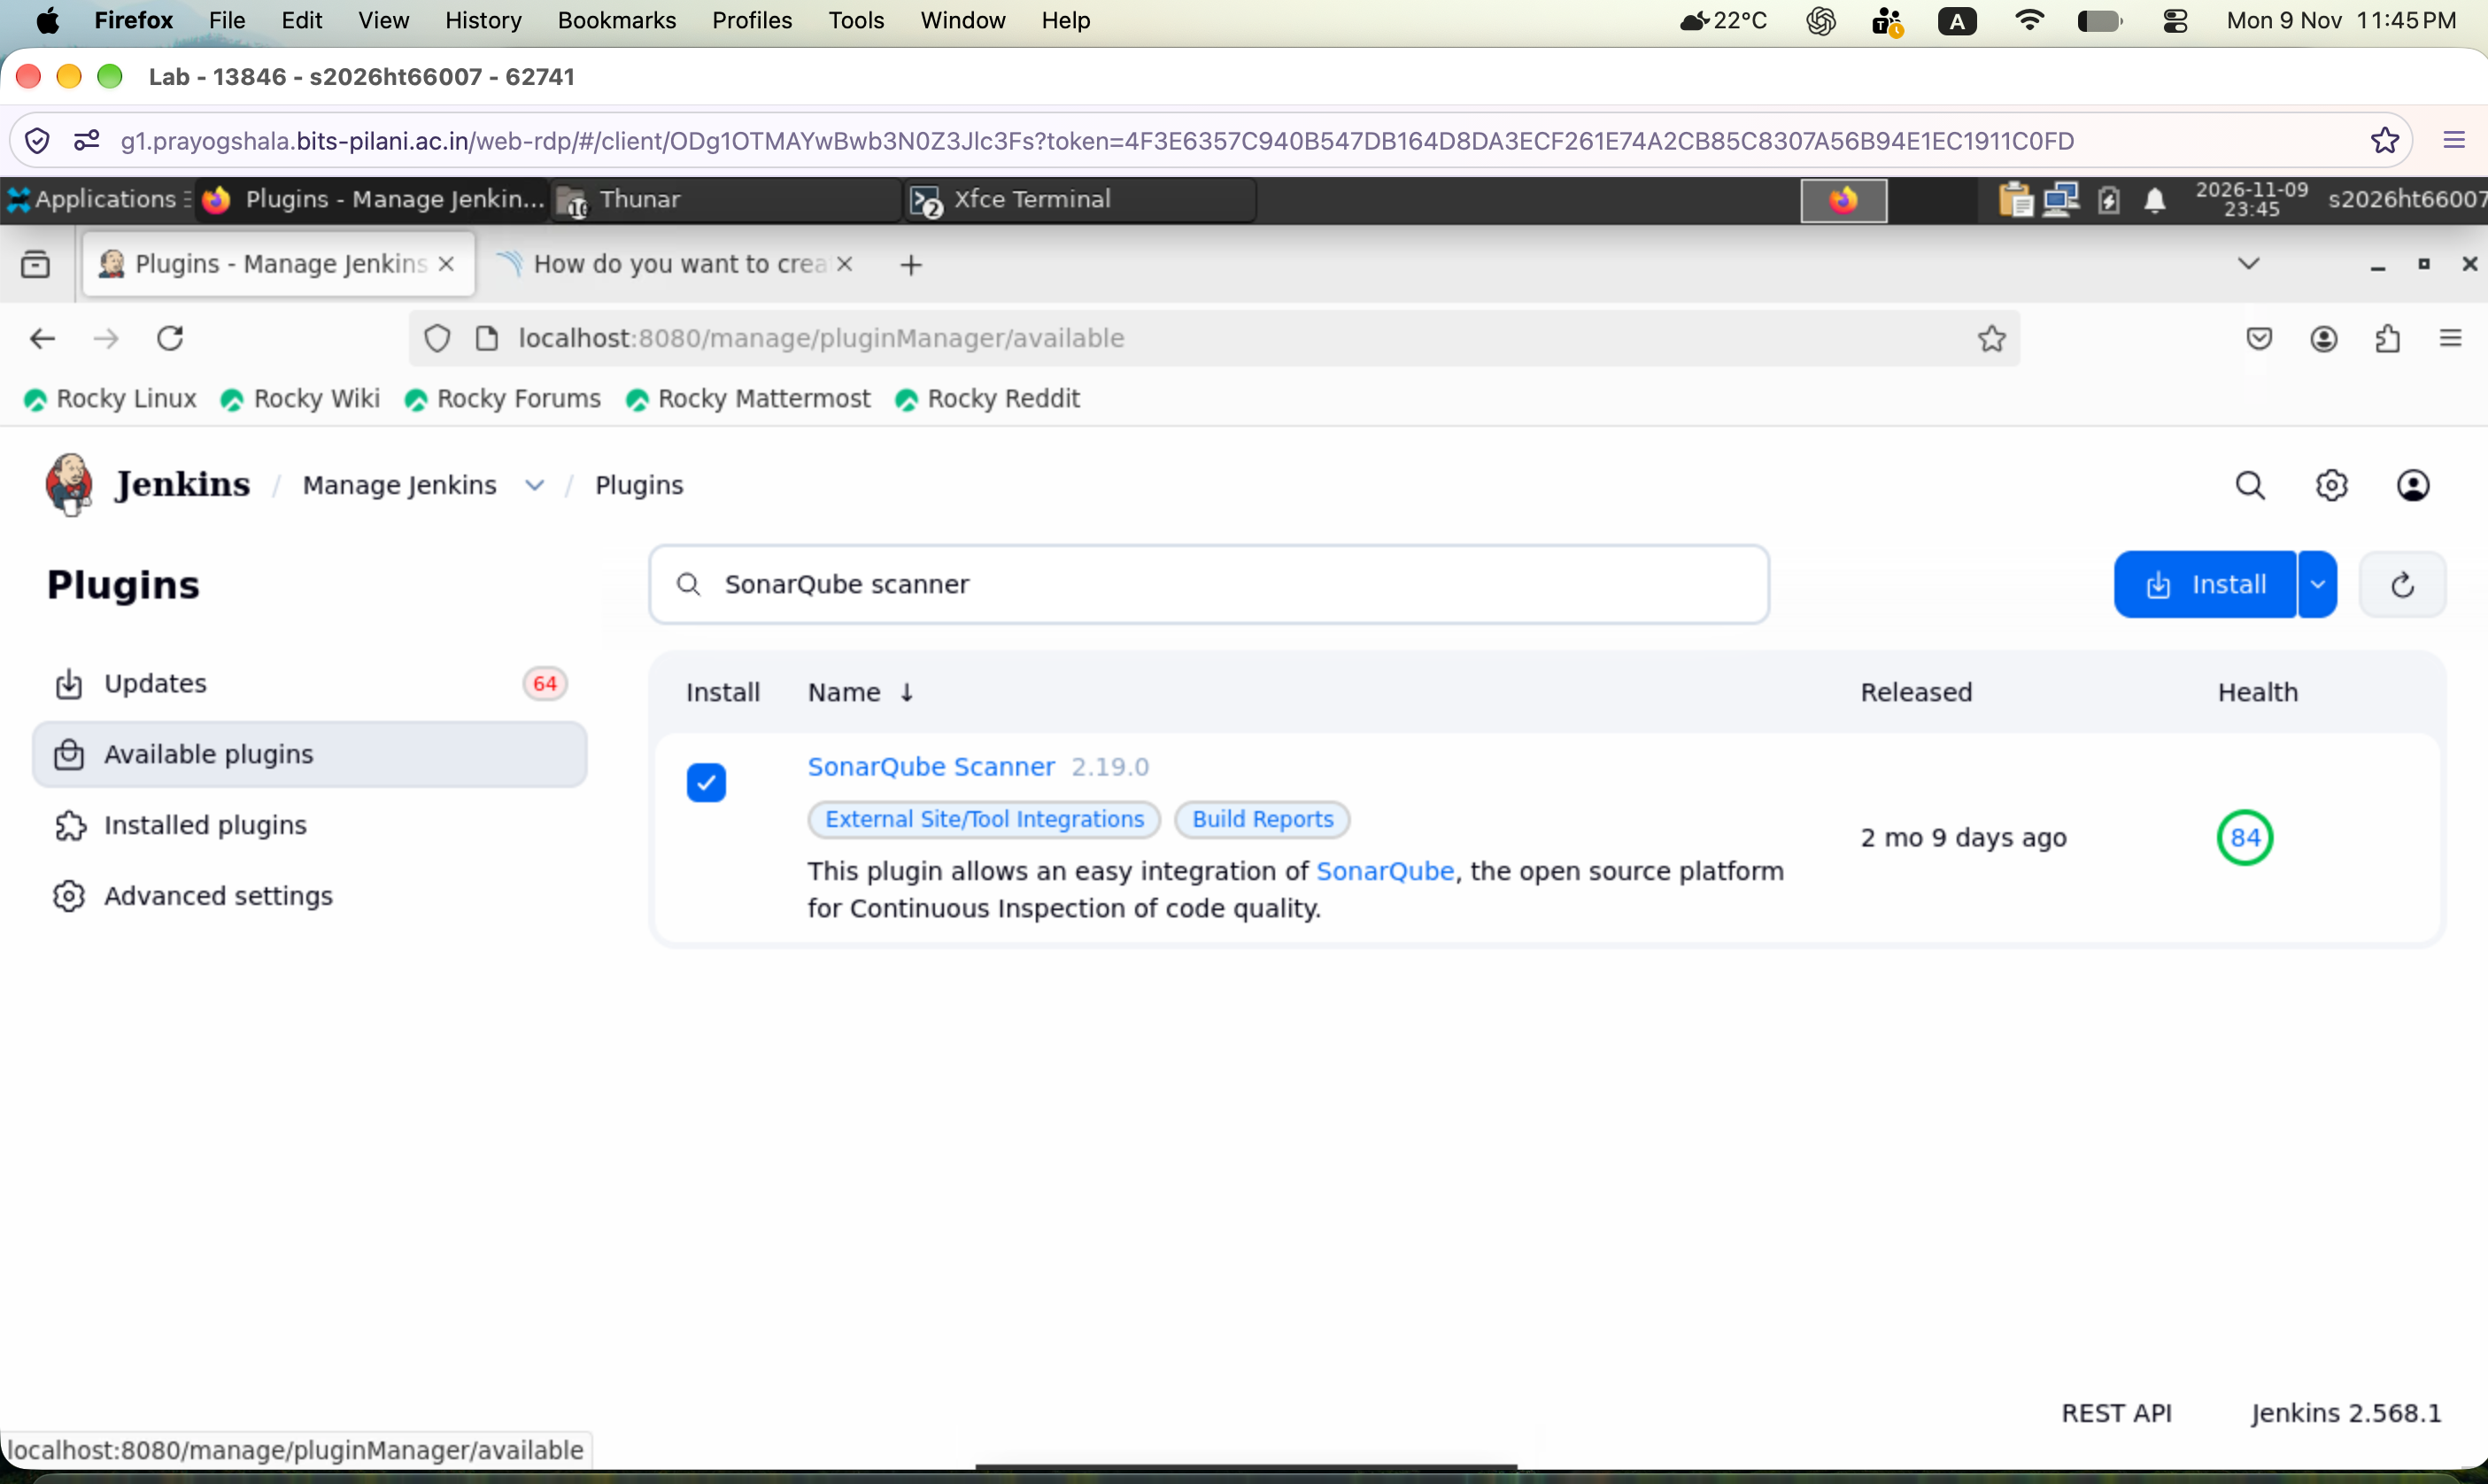 Firefox File Edit View History Bookmarks Profiles Tools Window Help 22°C A Mon 9 Nov 11:45 PM
Lab - 13846 - s2026ht66007 - 62741
g1.prayogshala.bits-pilani.ac.in/web-rdp/#/client/ODg1OTMAYwBwb3N0Z3Jlc3Fs?token=4F3E6357C940B547DB164D8DA3ECF261E74A2CB85C8307A56B94E1EC1911C0FD
Applications Plugins - Manage Jenkin... Thunar 2 Xfce Terminal 2026-11-09 23:45 s2026ht66007
Plugins - Manage Jenkins How do you want to crea
localhost:8080/manage/pluginManager/available
Rocky Linux Rocky Wiki Rocky Forums Rocky Mattermost Rocky Reddit
Jenkins / Manage Jenkins / Plugins
Plugins
SonarQube scanner
Install
Updates 64
Available plugins
Installed plugins
Advanced settings
Install Name ↓ Released Health
SonarQube Scanner 2.19.0
External Site/Tool Integrations Build Reports
This plugin allows an easy integration of SonarQube, the open source platform
for Continuous Inspection of code quality.
2 mo 9 days ago
84
REST API Jenkins 2.568.1
localhost:8080/manage/pluginManager/available